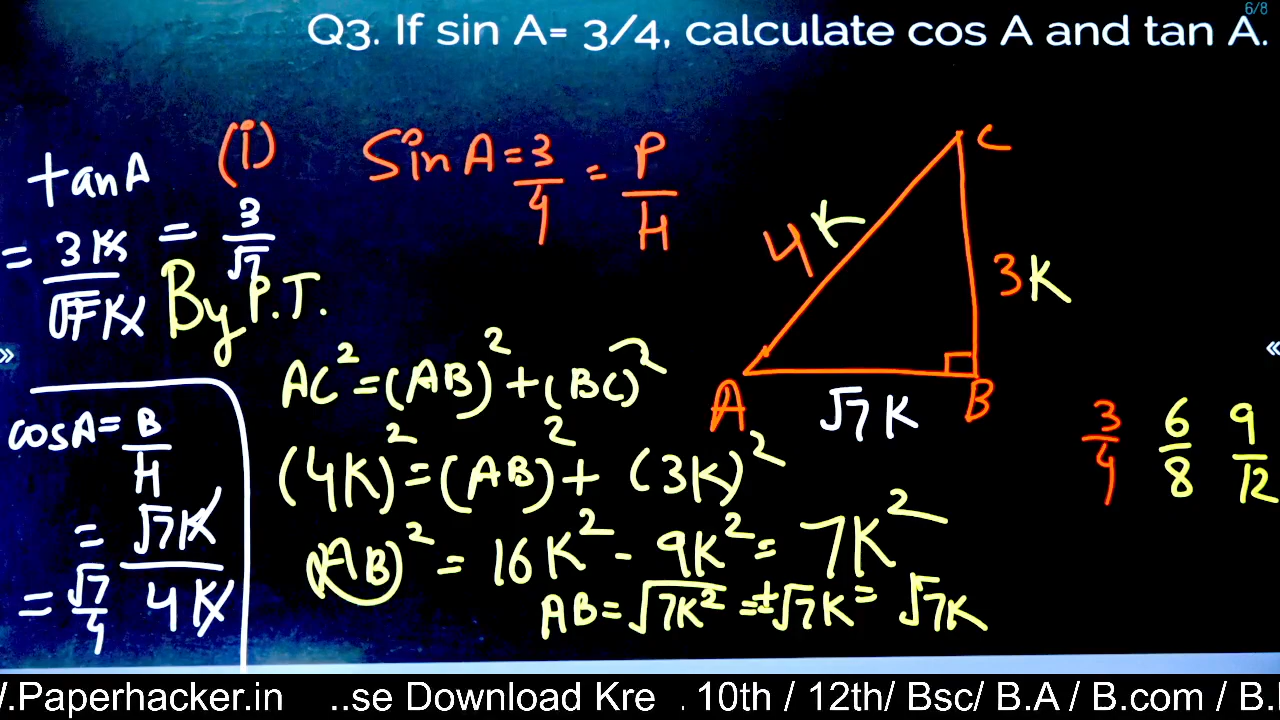 6/8
Q3. If sin A= 3/4, calculate cos A and tan A.
(i) Sin A = 3/4 = P/H
tan A
= 3K/√7K = 3/√7
By P.T.
AC² = (AB)² + (BC)²
(4K)² = (AB)² + (3K)²
(AB)² = 16K² - 9K² = 7K²
AB = √7K² = ±√7K = √7K
cosA = B/H
= √7K/4K
= √7/4
C
4K
3K
A
B
√7K
3/4 6/8 9/12
»
«
/.Paperhacker.in ..se Download Kre . 10th / 12th/ Bsc/ B.A / B.com / B.